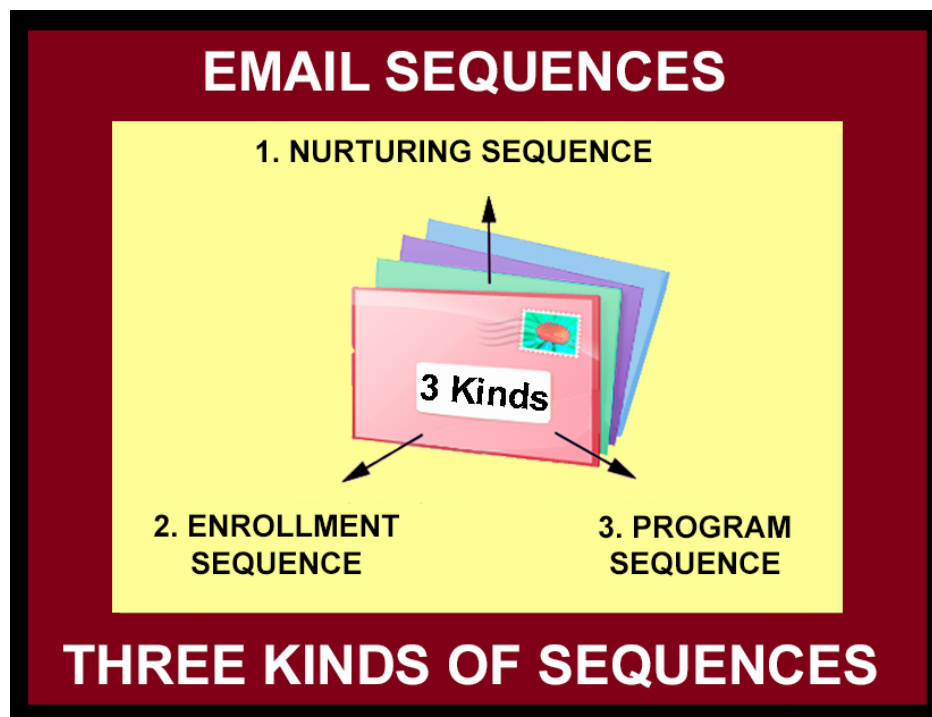 EMAIL SEQUENCES
1. NURTURING SEQUENCE
3 Kinds
2. ENROLLMENT
SEQUENCE
3. PROGRAM
SEQUENCE
THREE KINDS OF SEQUENCES